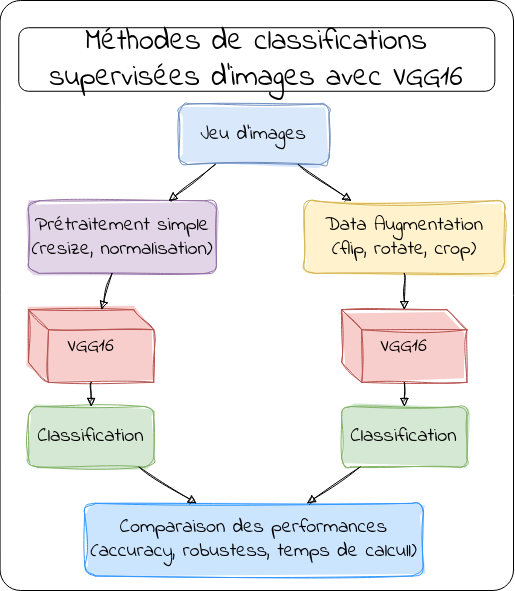 Méthodes de classifications
supervisées d'images avec VGG16
Jeu d'images
Prétraitement simple
(resize, normalisation)
Data Augmentation
(flip, rotate, crop)
VGG16
VGG16
Classification
Classification
Comparaison des performances
(accuracy, robustess, temps de calcull)